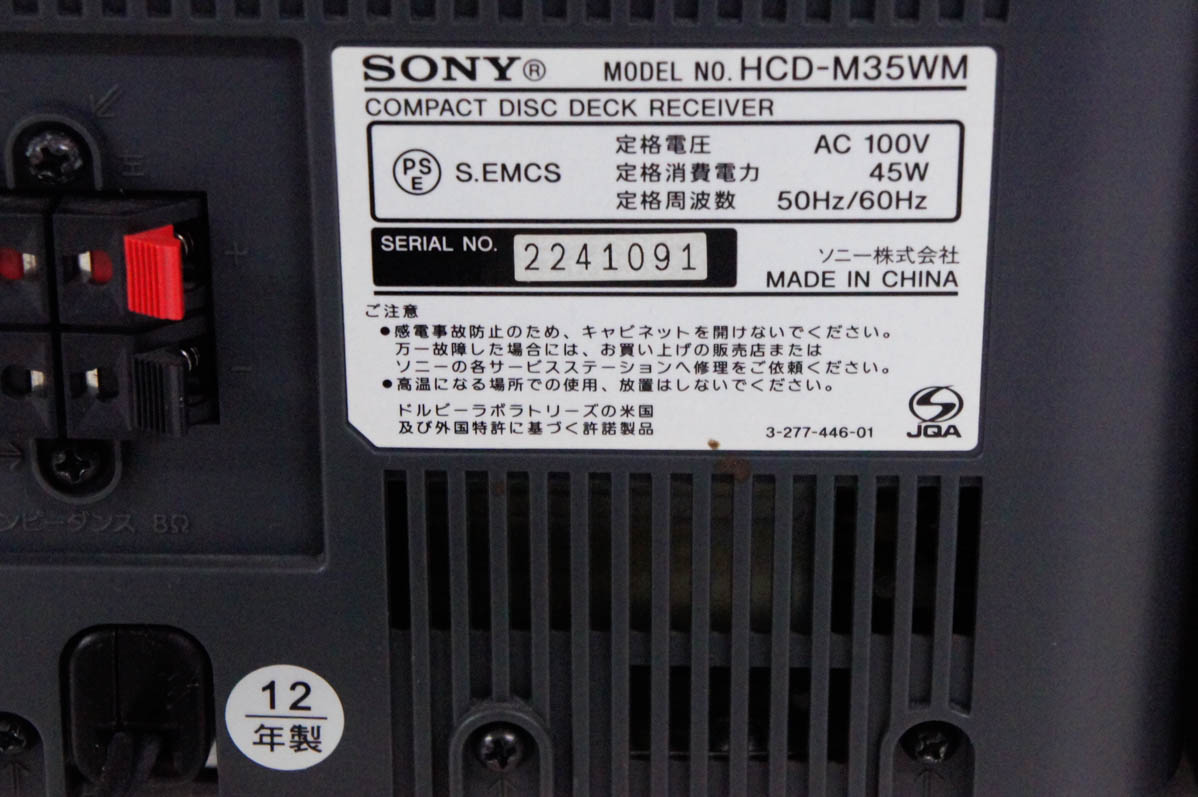 SONY® MODEL NO. HCD-M35WM
COMPACT DISC DECK RECEIVER
PS
E
S.EMCS
定格電圧 AC 100V
定格消費電力 45W
定格周波数 50Hz/60Hz
SERIAL NO. 2241091
ソニー株式会社
MADE IN CHINA
ご注意
●感電事故防止のため、キャビネットを開けないでください。
万一故障した場合には、お買い上げの販売店または
ソニーの各サービスステーションへ修理をご依頼ください。
●高温になる場所での使用、放置はしないでください。
ドルビーラボラトリーズの米国
及び外国特許に基づく許諾製品
3-277-446-01
JQA
+
−
ンピーダンス 8Ω
12
年製